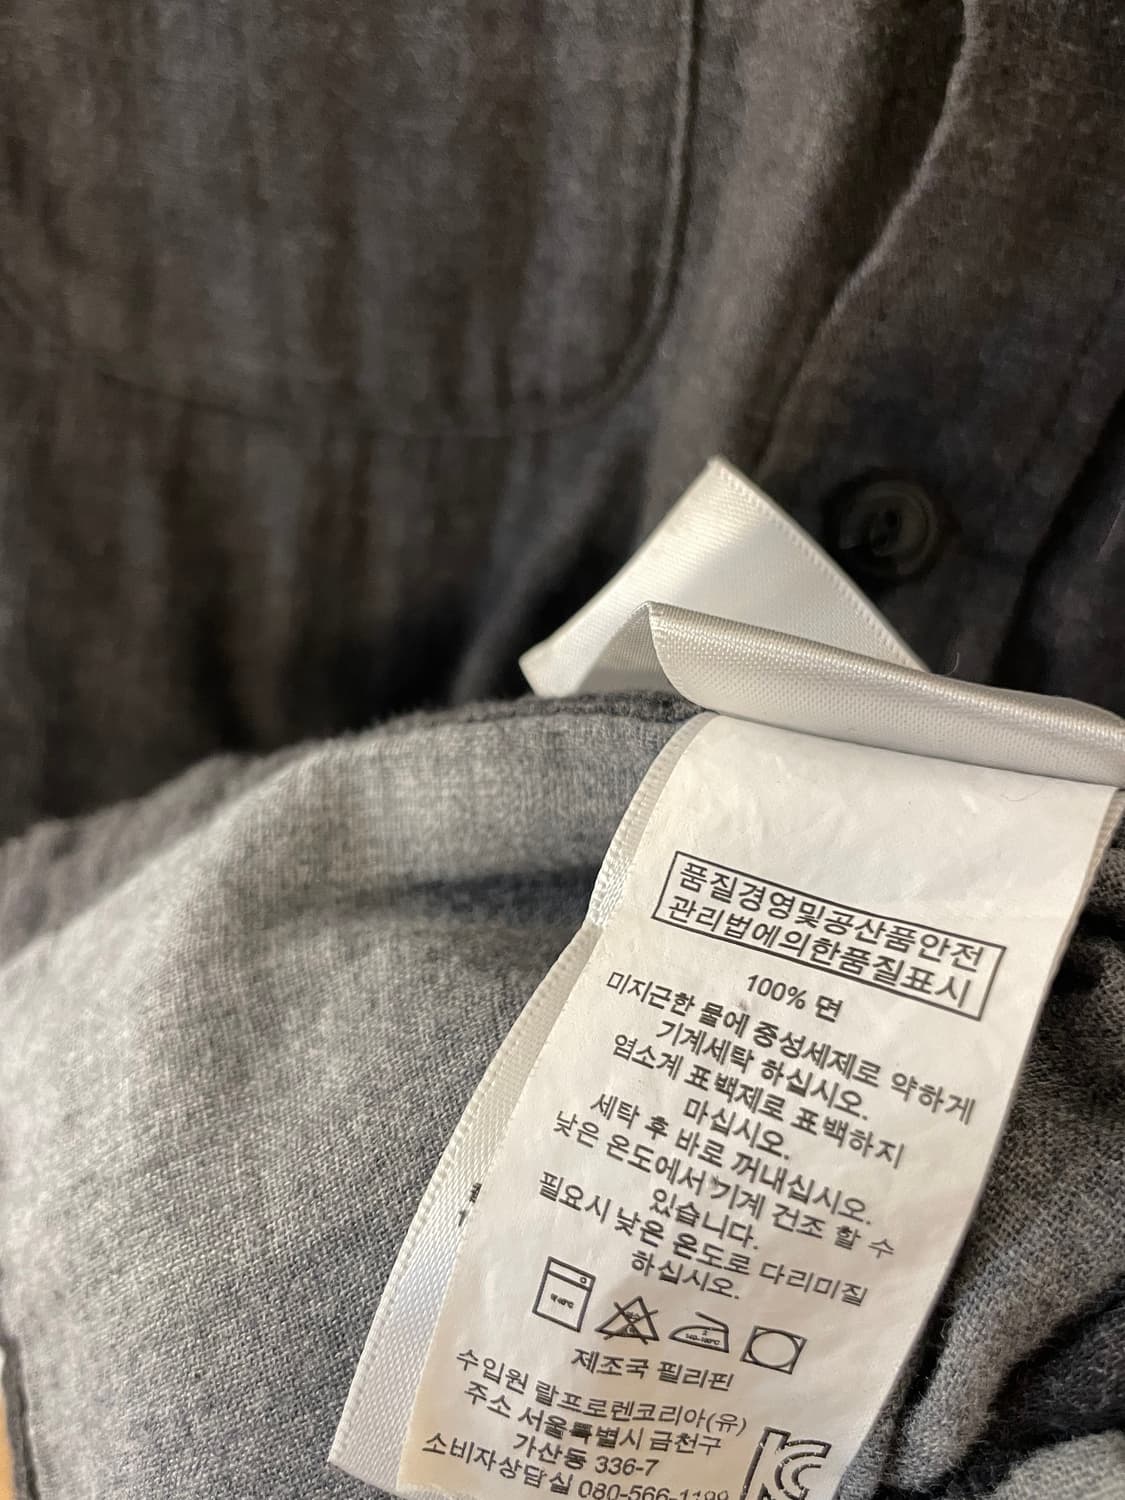 품질경영및공산품안전
관리법에의한품질표시
100% 면
미지근한 물에 중성세제로 약하게
기계세탁 하십시오.
염소계 표백제로 표백하지
마십시오.
세탁 후 바로 꺼내십시오.
낮은 온도에서 기계 건조 할 수
있습니다.
필요시 낮은 온도로 다리미질
하십시오.
제조국 필리핀
수입원 랄프로렌코리아(유)
주소 서울특별시 금천구
가산동 336-7
소비자상담실 080-566-1199